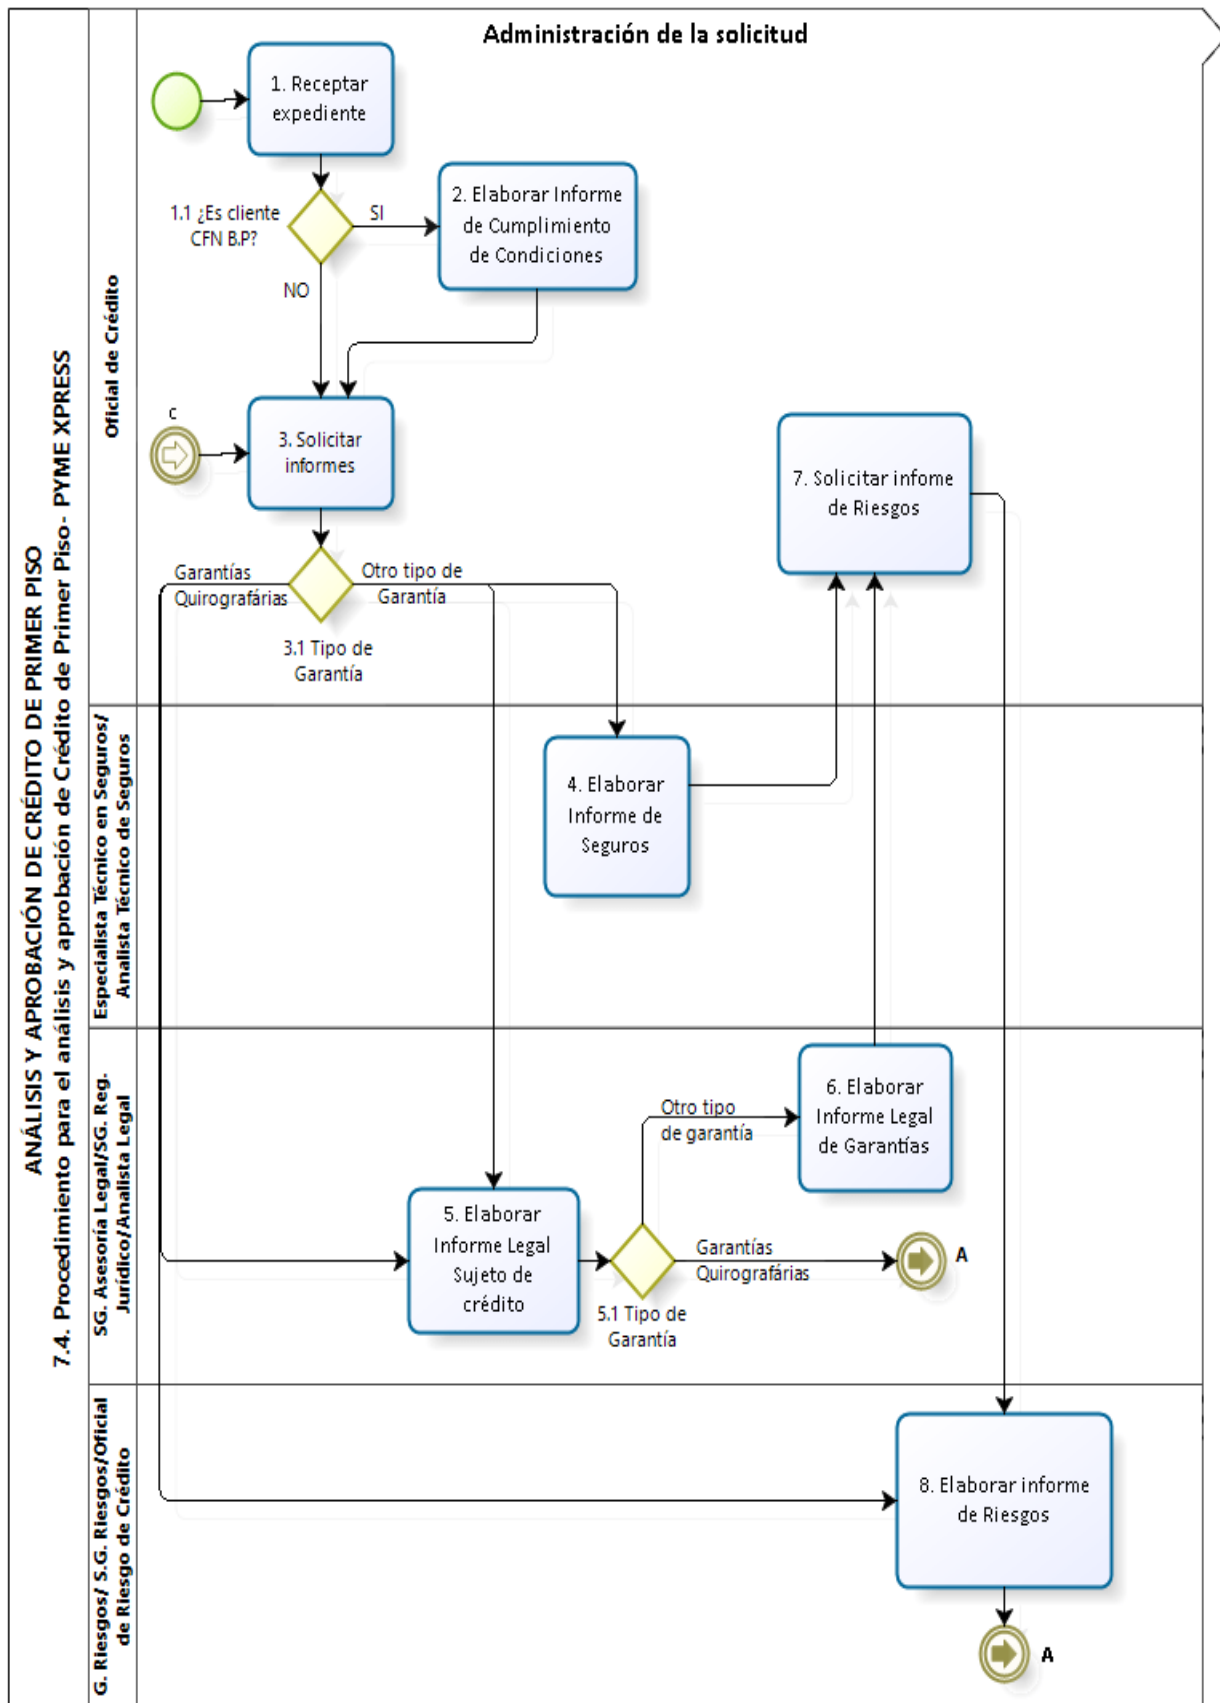 ANÁLISIS Y APROBACIÓN DE CRÉDITO DE PRIMER PISO
7.4. Procedimiento para el análisis y aprobación de Crédito de Primer Piso- PYME XPRESS
Administración de la solicitud
Oficial de Crédito
1. Receptar
expediente
1.1 ¿Es cliente
CFN B.P?
SI
NO
2. Elaborar Informe
de Cumplimiento
de Condiciones
c
3. Solicitar
informes
Garantías
Quirografárias
Otro tipo de
Garantía
3.1 Tipo de
Garantía
7. Solicitar infome
de Riesgos
Especialista Técnico en Seguros/
Analista Técnico de Seguros
4. Elaborar
Informe de
Seguros
SG. Asesoría Legal/SG. Reg.
Jurídico/Analista Legal
5. Elaborar
Informe Legal
Sujeto de
crédito
5.1 Tipo de
Garantía
Otro tipo
de garantía
Garantías
Quirografárias
6. Elaborar
Informe Legal
de Garantías
A
G. Riesgos/ S.G. Riesgos/Oficial
de Riesgo de Crédito
8. Elaborar informe
de Riesgos
A